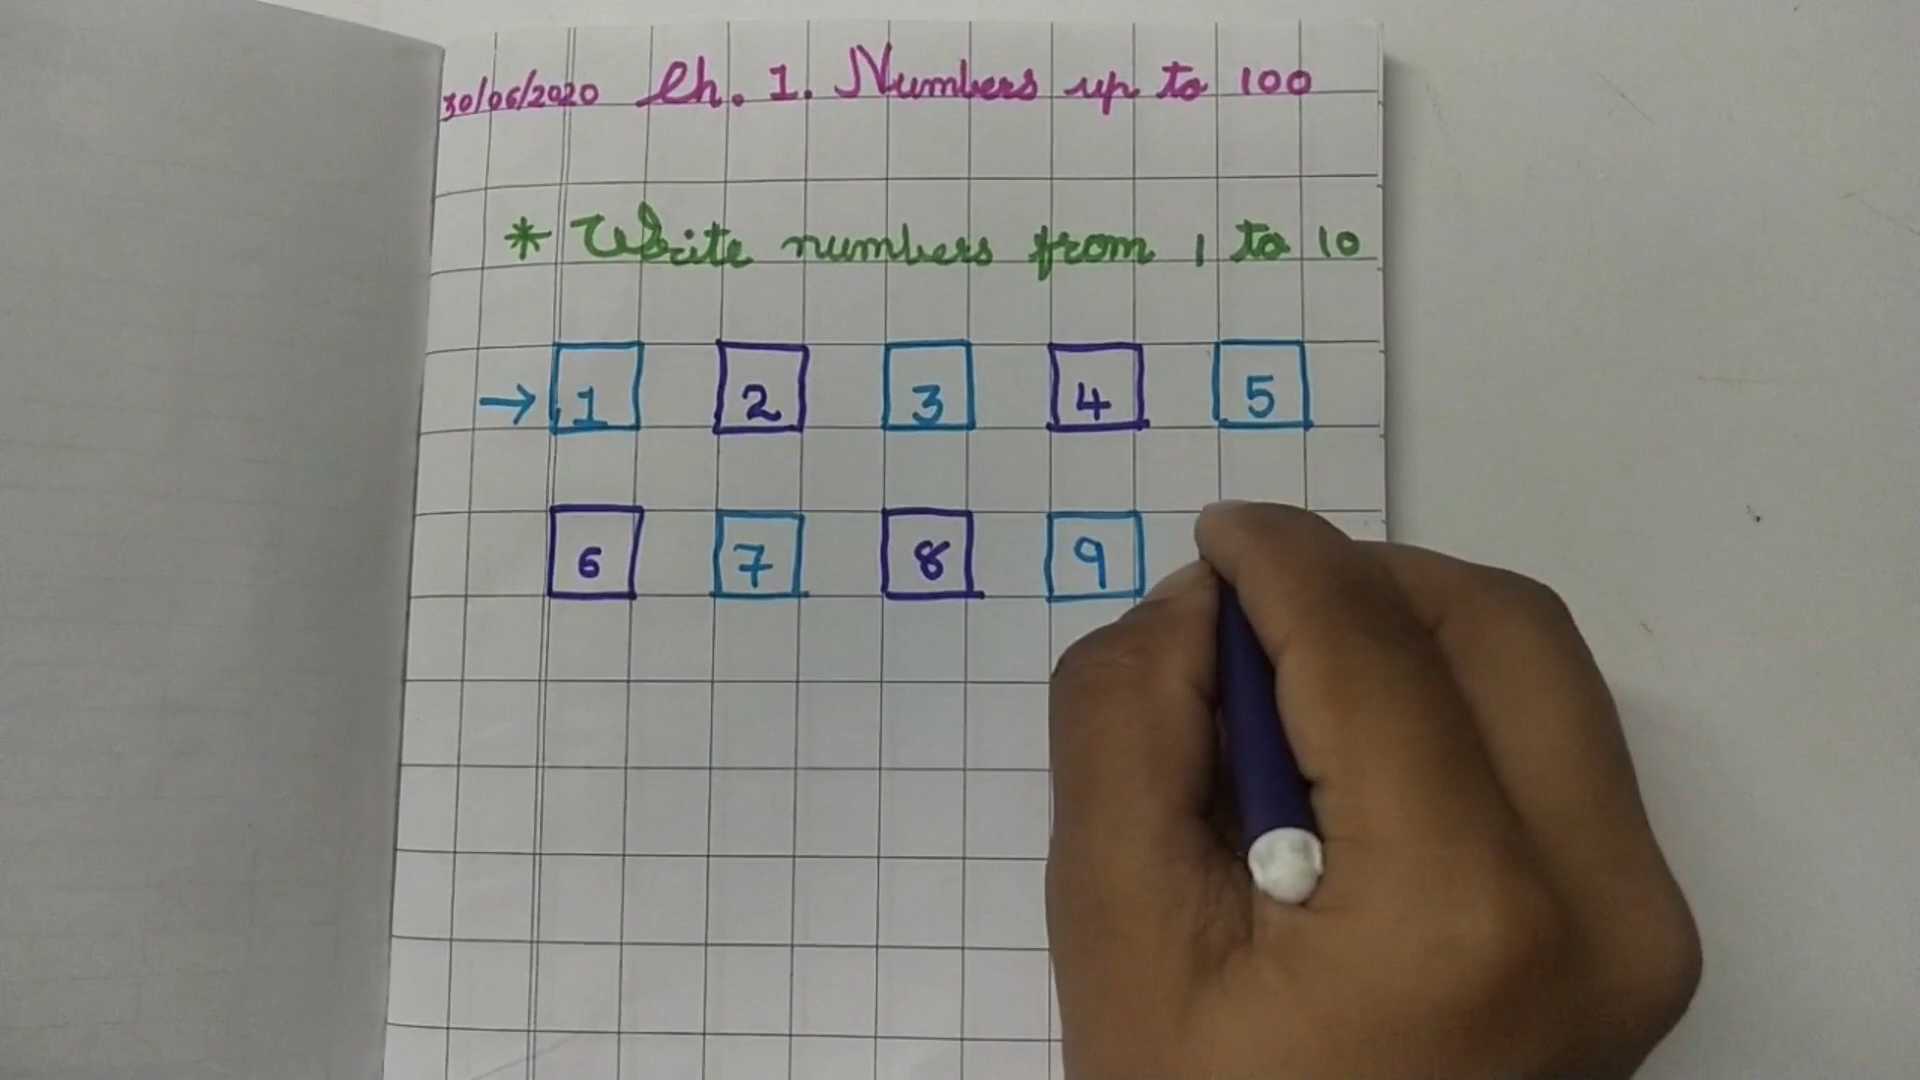 30/06/2020 Ch. 1. Numbers up to 100
* Write numbers from 1 to 10
→ 1 2 3 4 5
6 7 8 9